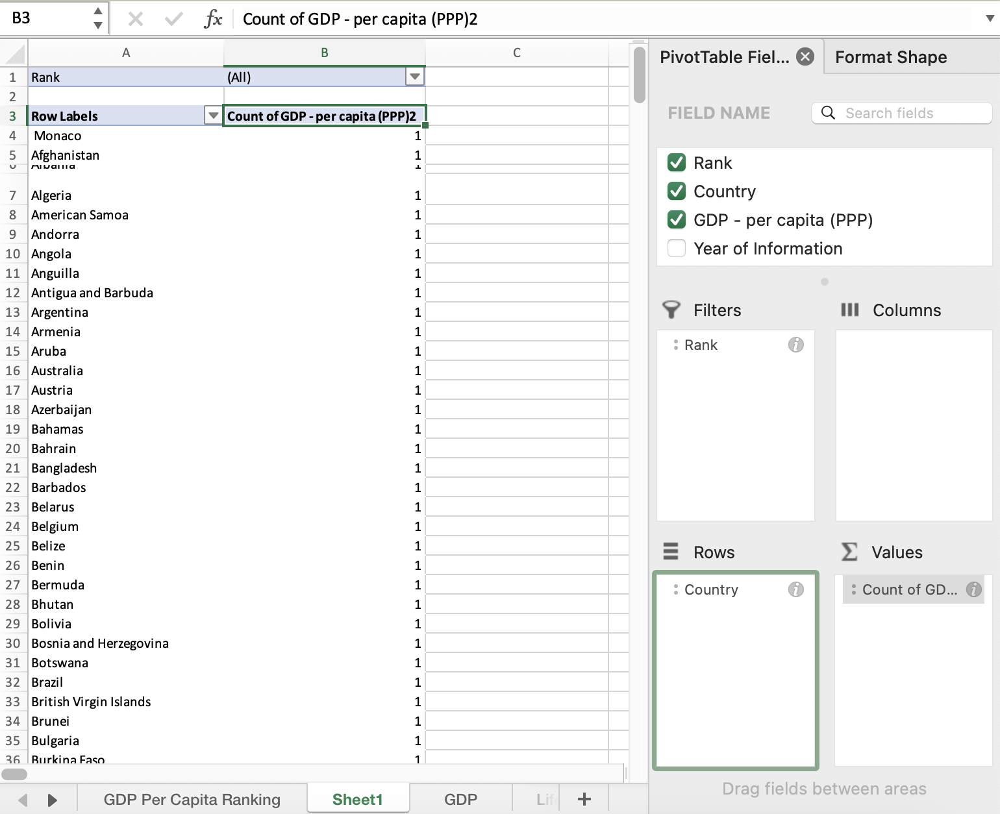 B3 fx Count of GDP - per capita (PPP)2
A B C
PivotTable Fiel... Format Shape
1 Rank (All)
2
3 Row Labels Count of GDP - per capita (PPP)2
4 Monaco 1
5 Afghanistan 1
6 Albania 1
7 Algeria 1
8 American Samoa 1
9 Andorra 1
10 Angola 1
11 Anguilla 1
12 Antigua and Barbuda 1
13 Argentina 1
14 Armenia 1
15 Aruba 1
16 Australia 1
17 Austria 1
18 Azerbaijan 1
19 Bahamas 1
20 Bahrain 1
21 Bangladesh 1
22 Barbados 1
23 Belarus 1
24 Belgium 1
25 Belize 1
26 Benin 1
27 Bermuda 1
28 Bhutan 1
29 Bolivia 1
30 Bosnia and Herzegovina 1
31 Botswana 1
32 Brazil 1
33 British Virgin Islands 1
34 Brunei 1
35 Bulgaria 1
36 Burkina Faso 1
FIELD NAME Search fields
Rank
Country
GDP - per capita (PPP)
Year of Information
Filters Columns
Rank
Rows Values
Country Count of GD...
Drag fields between areas
GDP Per Capita Ranking Sheet1 GDP Lif +